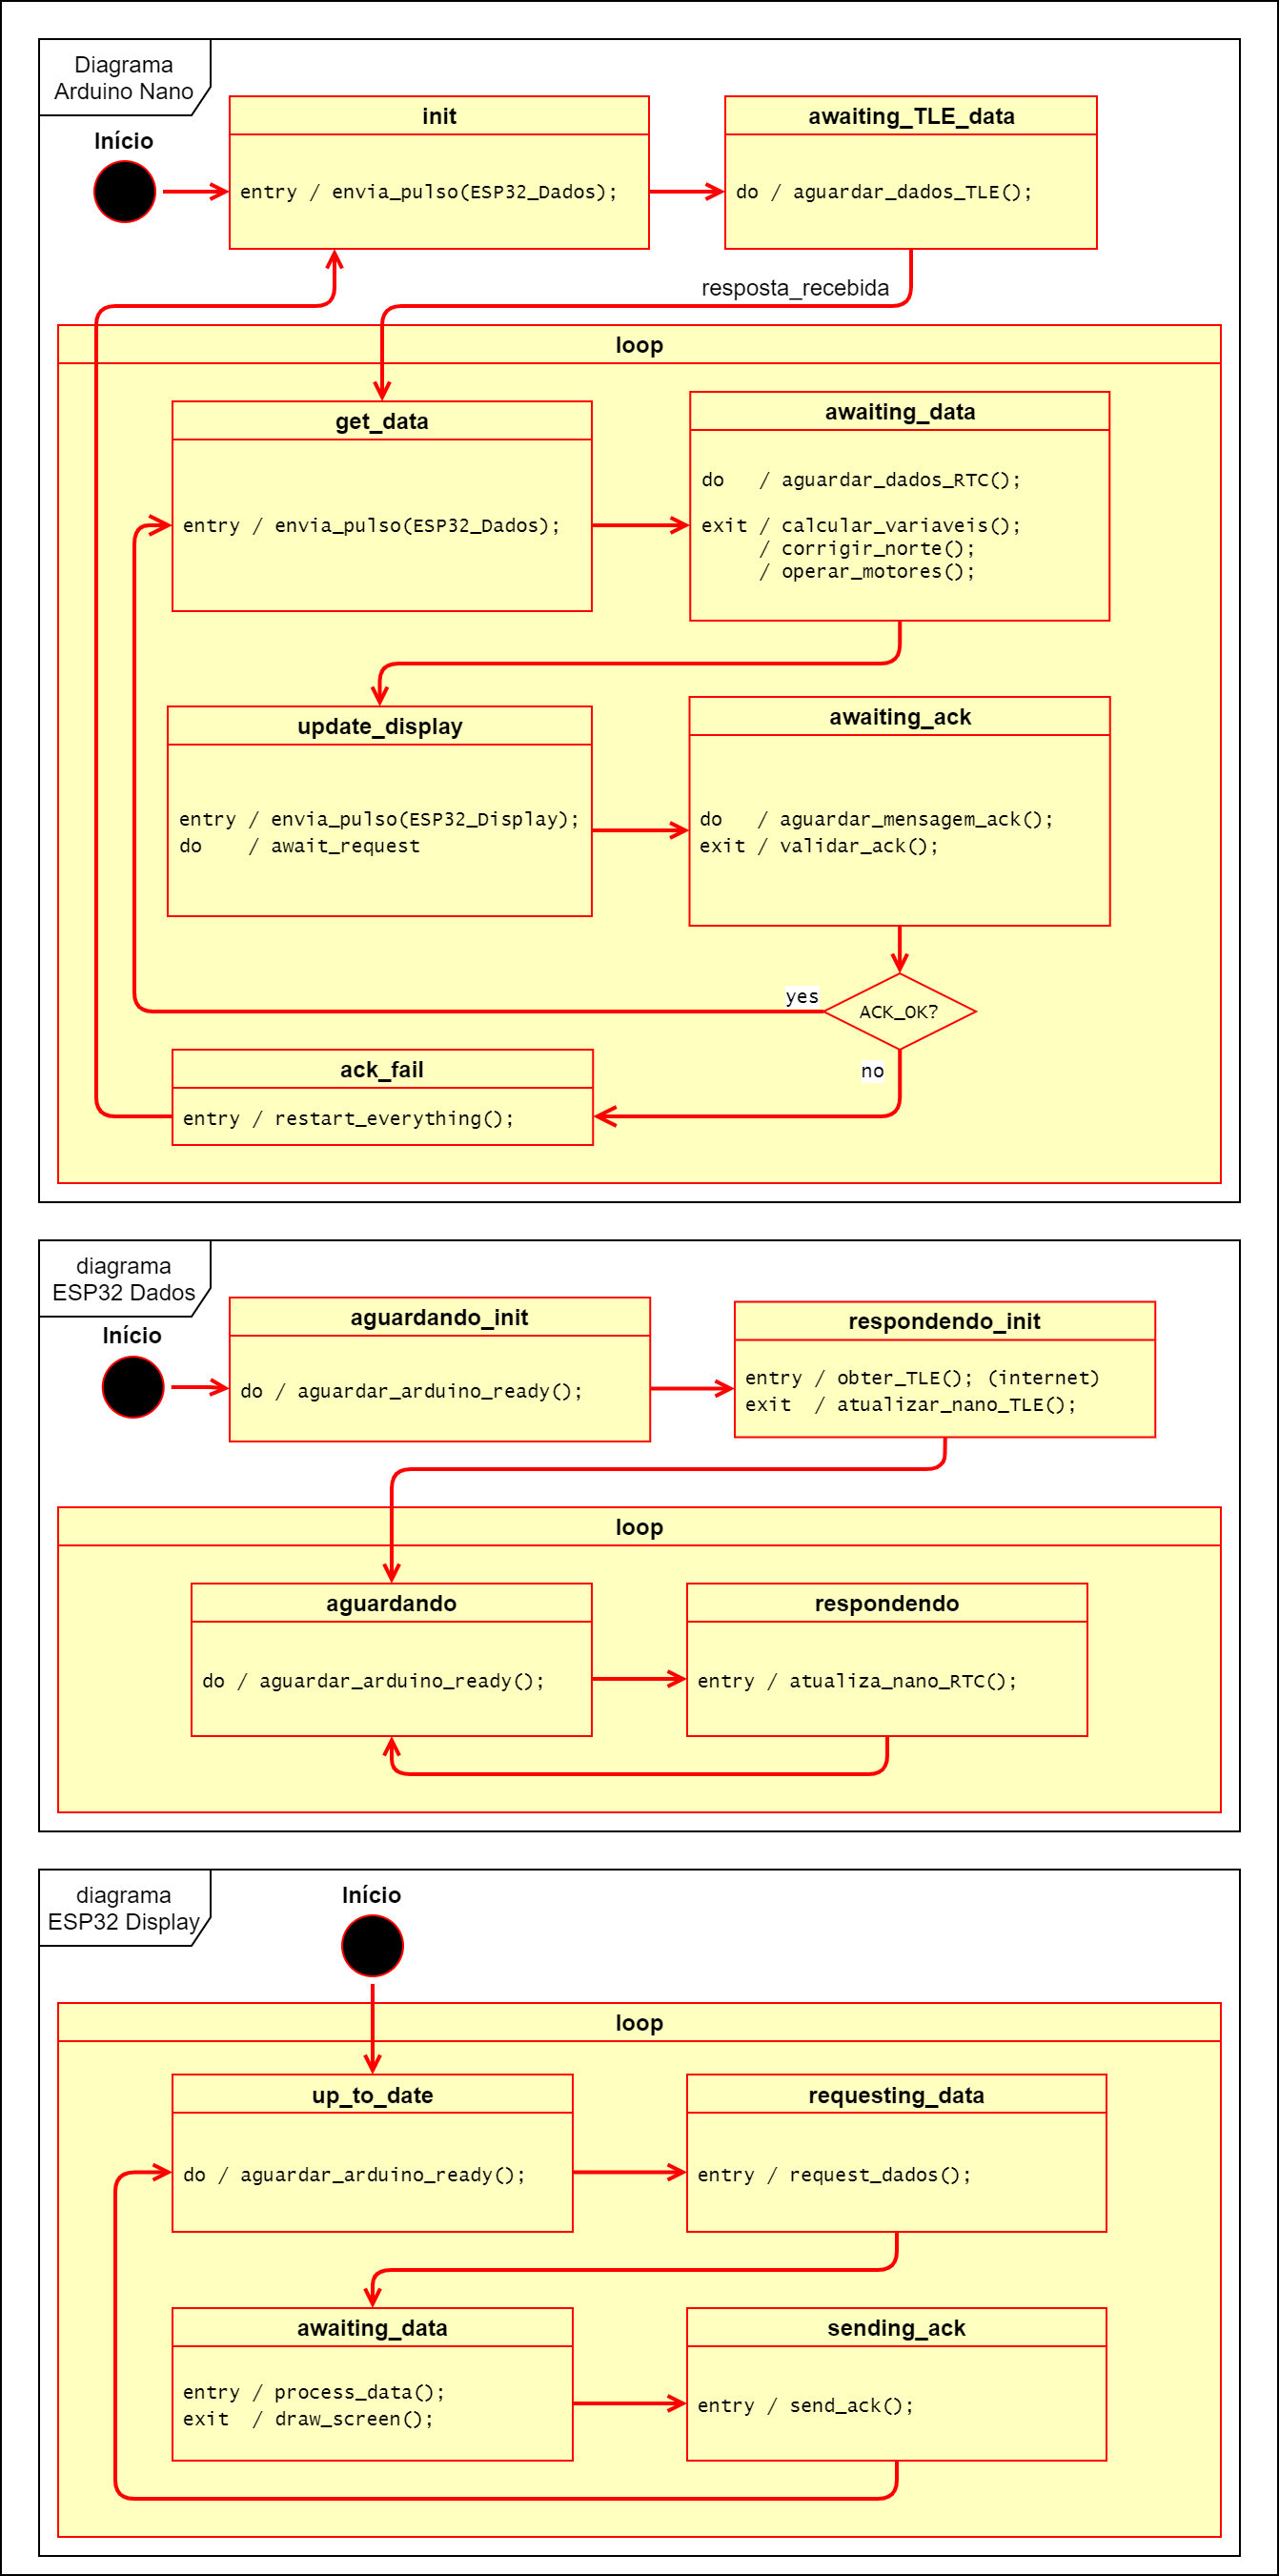 Diagrama
Arduino Nano
Início
init
entry / envia_pulso(ESP32_Dados);
awaiting_TLE_data
do / aguardar_dados_TLE();
resposta_recebida
loop
get_data
entry / envia_pulso(ESP32_Dados);
awaiting_data
do   / aguardar_dados_RTC();
exit / calcular_variaveis();
/ corrigir_norte();
/ operar_motores();
update_display
entry / envia_pulso(ESP32_Display);
do    / await_request
awaiting_ack
do   / aguardar_mensagem_ack();
exit / validar_ack();
ACK_OK?
yes
no
ack_fail
entry / restart_everything();
diagrama
ESP32 Dados
Início
aguardando_init
do / aguardar_arduino_ready();
respondendo_init
entry / obter_TLE(); (internet)
exit  / atualizar_nano_TLE();
loop
aguardando
do / aguardar_arduino_ready();
respondendo
entry / atualiza_nano_RTC();
diagrama
ESP32 Display
Início
loop
up_to_date
do / aguardar_arduino_ready();
requesting_data
entry / request_dados();
awaiting_data
entry / process_data();
exit  / draw_screen();
sending_ack
entry / send_ack();